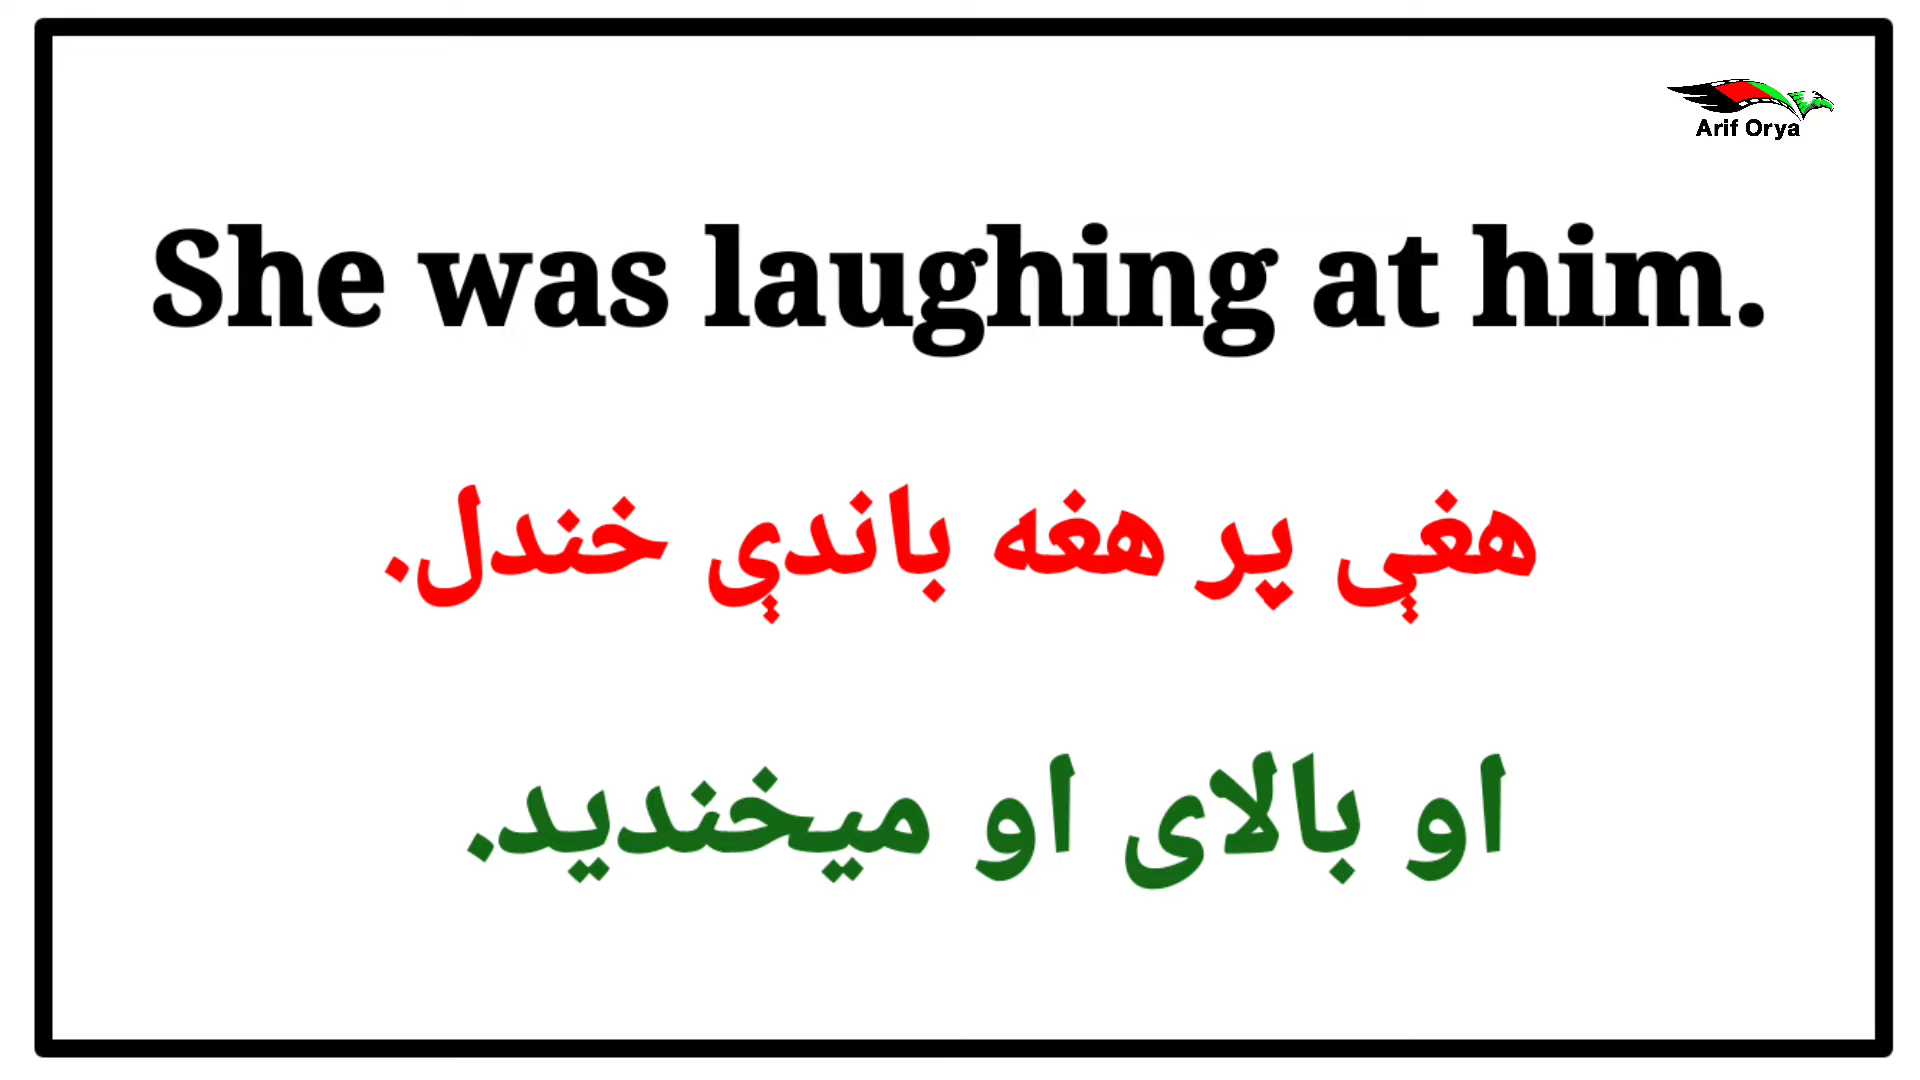 Arif Orya
She was laughing at him.
هغې پر هغه باندې خندل.
او بالای او میخندید.